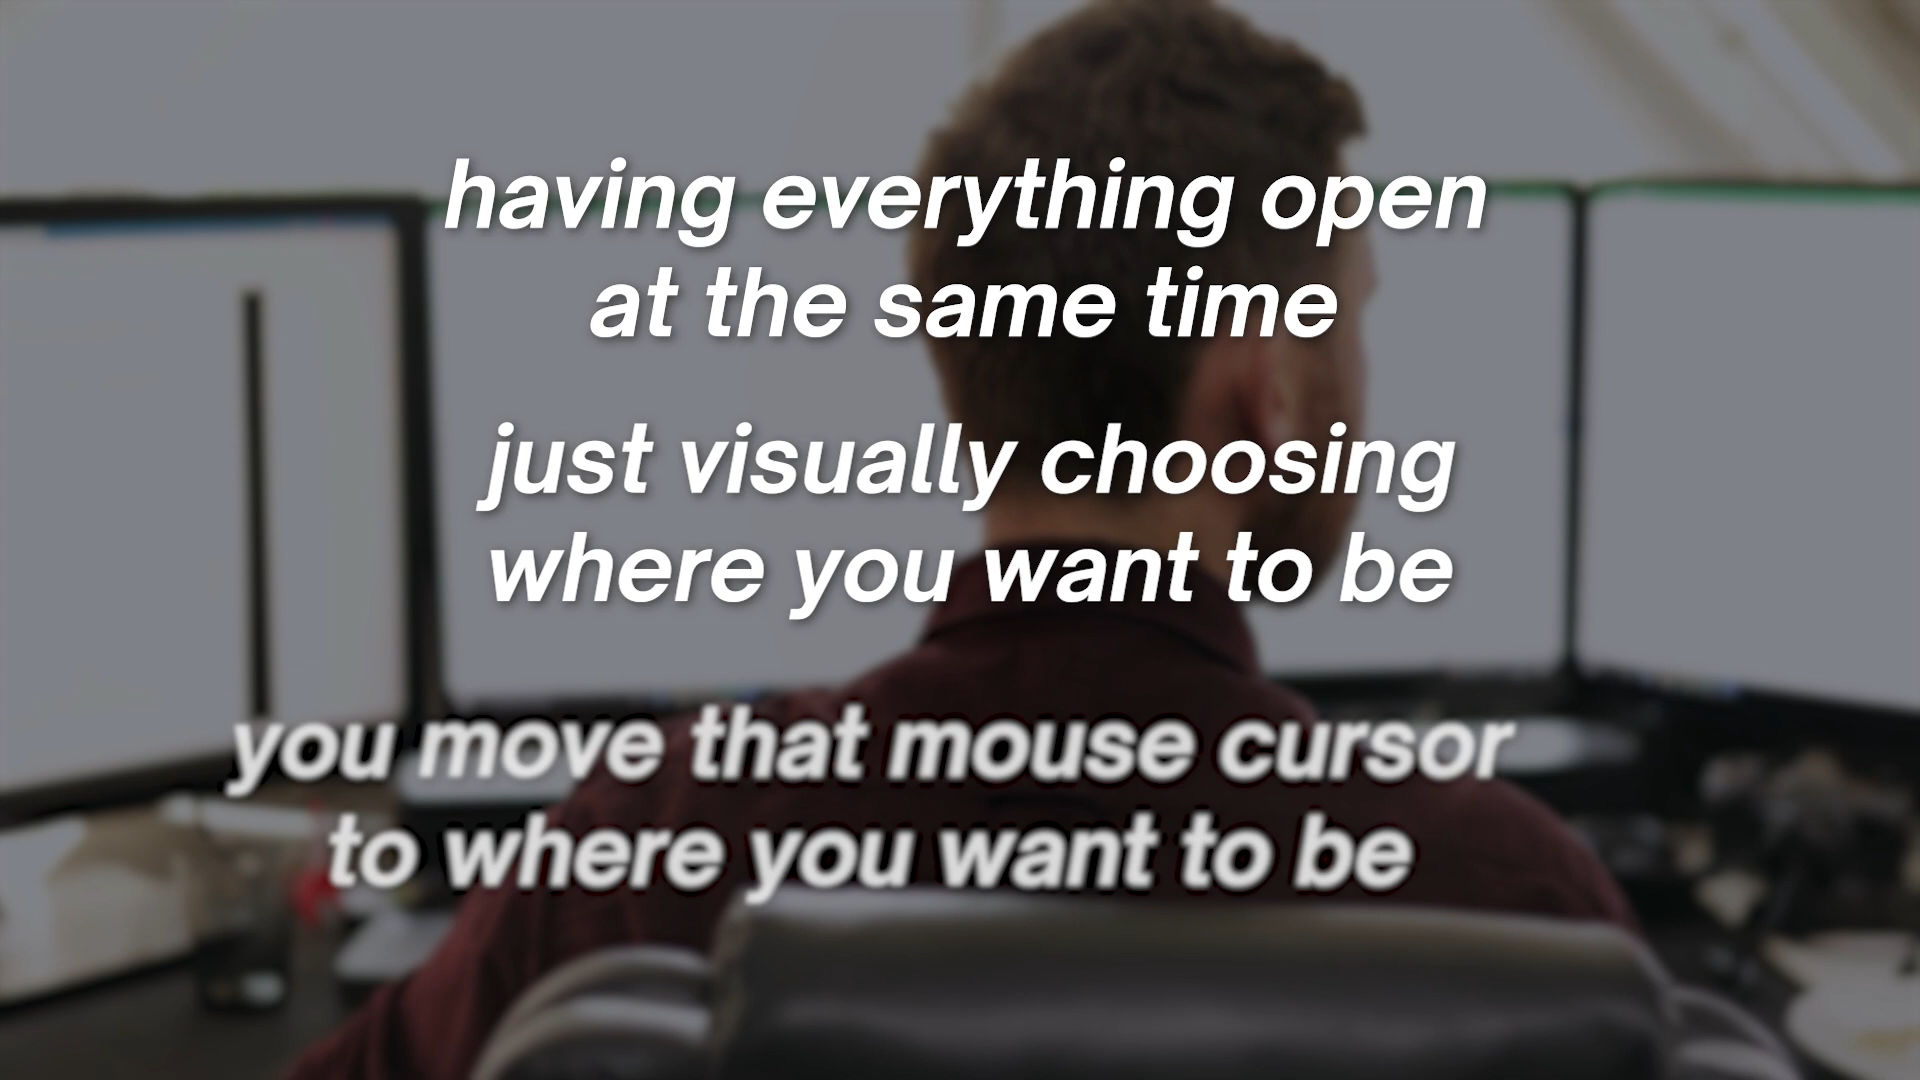 having everything open
at the same time
just visually choosing
where you want to be
you move that mouse cursor
to where you want to be